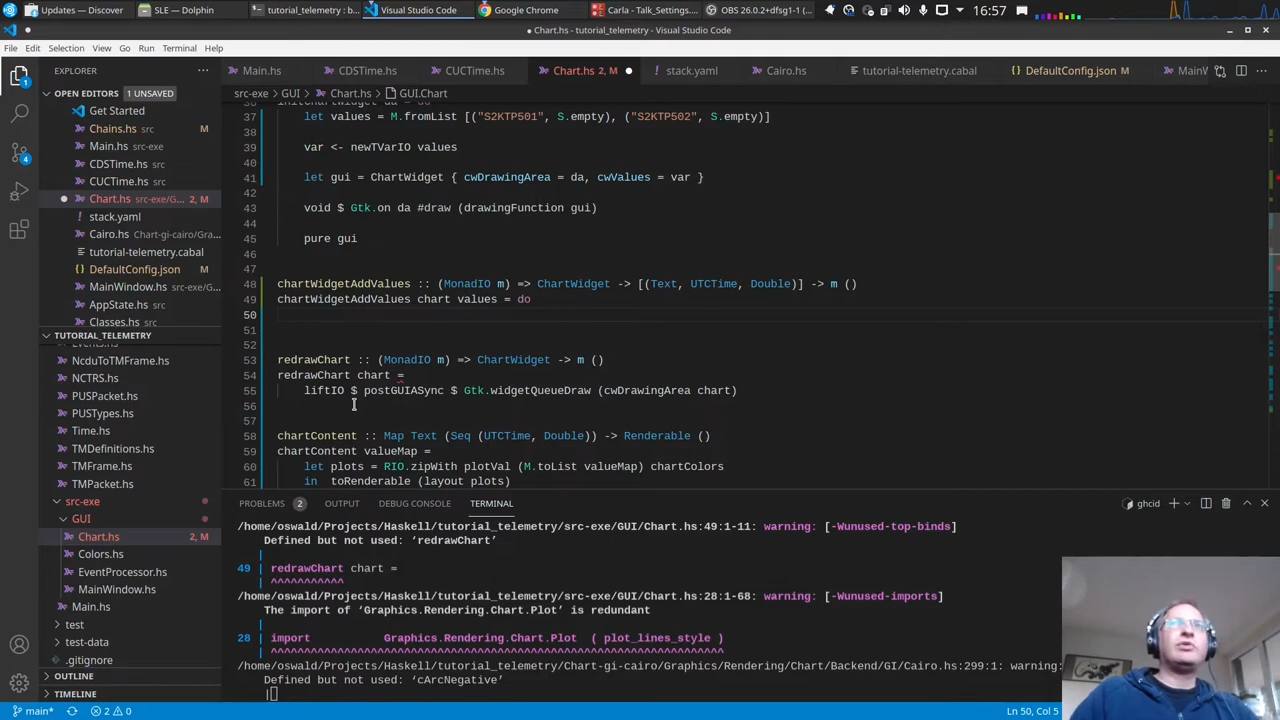 Updates | Discover
SLE — Dolphin
tutorial_telemetry : b...
Visual Studio Code
Google Chrome
Carla - Talk_Settings....
OBS 26.0.2+dfsg1-1 (...
16:57
● Chart.hs - tutorial_telemetry - Visual Studio Code
File Edit Selection View Go Run Terminal Help
EXPLORER
Main.hs CDSTime.hs CUCTime.hs Chart.hs 2, M ● stack.yaml Cairo.hs tutorial-telemetry.cabal DefaultConfig.json M MainW
src-exe > GUI > Chart.hs > GUI.Chart
OPEN EDITORS 1 UNSAVED
Get Started
Chains.hs src M
Main.hs src-exe
CDSTime.hs src
CUCTime.hs src
Chart.hs src-exe/G... 2, M
stack.yaml
Cairo.hs Chart-gi-cairo/Gra...
tutorial-telemetry.cabal
DefaultConfig.json M
MainWindow.hs src-exe/...
AppState.hs src
Classes.hs src
TUTORIAL_TELEMETRY
Events.hs
NcduToTMFrame.hs
NCTRS.hs
PUSPacket.hs
PUSTypes.hs
Time.hs
TMDefinitions.hs
TMFrame.hs
TMPacket.hs
src-exe
GUI
Chart.hs 2, M
Colors.hs
EventProcessor.hs
MainWindow.hs
Main.hs
test
test-data
.gitignore
OUTLINE
TIMELINE
36 initChartWidget da = do
37 let values = M.fromList [("S2KTP501", S.empty), ("S2KTP502", S.empty)]
38
39 var <- newTVarIO values
40
41 let gui = ChartWidget { cwDrawingArea = da, cwValues = var }
42
43 void $ Gtk.on da #draw (drawingFunction gui)
44
45 pure gui
46
47
48 chartWidgetAddValues :: (MonadIO m) => ChartWidget -> [(Text, UTCTime, Double)] -> m ()
49 chartWidgetAddValues chart values = do
50
51
52
53 redrawChart :: (MonadIO m) => ChartWidget -> m ()
54 redrawChart chart =
55 liftIO $ postGUIASync $ Gtk.widgetQueueDraw (cwDrawingArea chart)
56
57
58 chartContent :: Map Text (Seq (UTCTime, Double)) -> Renderable ()
59 chartContent valueMap =
60 let plots = RIO.zipWith plotVal (M.toList valueMap) chartColors
61 in toRenderable (layout plots)
PROBLEMS 2 OUTPUT DEBUG CONSOLE TERMINAL
ghcid
/home/oswald/Projects/Haskell/tutorial_telemetry/src-exe/GUI/Chart.hs:49:1-11: warning: [-Wunused-top-binds]
Defined but not used: ‘redrawChart’
|
49 | redrawChart chart =
| ^^^^^^^^^^^
/home/oswald/Projects/Haskell/tutorial_telemetry/src-exe/GUI/Chart.hs:28:1-68: warning: [-Wunused-imports]
The import of ‘Graphics.Rendering.Chart.Plot’ is redundant
|
28 | import Graphics.Rendering.Chart.Plot ( plot_lines_style )
| ^^^^^^^^^^^^^^^^^^^^^^^^^^^^^^^^^^^^^^^^^^^^^^^^^^^^^^^^^^^^^^^^^^^^
/home/oswald/Projects/Haskell/tutorial_telemetry/Chart-gi-cairo/Graphics/Rendering/Chart/Backend/GI/Cairo.hs:299:1: warning:
Defined but not used: ‘cArcNegative’
|
main* 2 0
Ln 50, Col 5